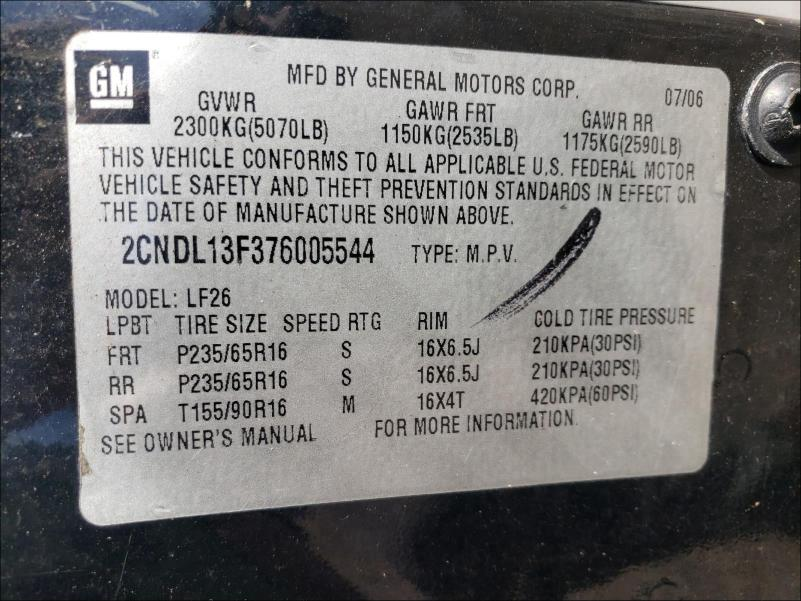 GM
MFD BY GENERAL MOTORS CORP. 07/06
GVWR GAWR FRT GAWR RR
2300KG(5070LB) 1150KG(2535LB) 1175KG(2590LB)
THIS VEHICLE CONFORMS TO ALL APPLICABLE U.S. FEDERAL MOTOR
VEHICLE SAFETY AND THEFT PREVENTION STANDARDS IN EFFECT ON
THE DATE OF MANUFACTURE SHOWN ABOVE.
2CNDL13F376005544 TYPE: M.P.V.
MODEL: LF26
LPBT TIRE SIZE SPEED RTG RIM COLD TIRE PRESSURE
FRT P235/65R16 S 16X6.5J 210KPA(30PSI)
RR P235/65R16 S 16X6.5J 210KPA(30PSI)
SPA T155/90R16 M 16X4T 420KPA(60PSI)
SEE OWNER'S MANUAL FOR MORE INFORMATION.